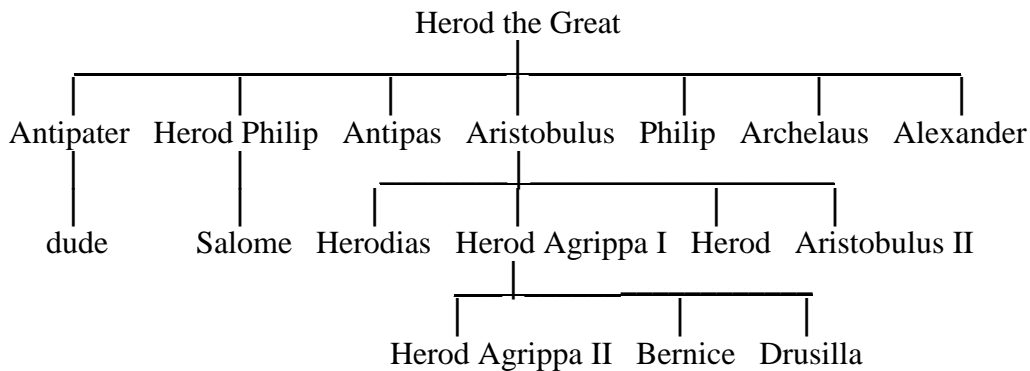 Herod the Great
Antipater Herod Philip Antipas Aristobulus Philip Archelaus Alexander
dude Salome Herodias Herod Agrippa I Herod Aristobulus II
Herod Agrippa II Bernice Drusilla